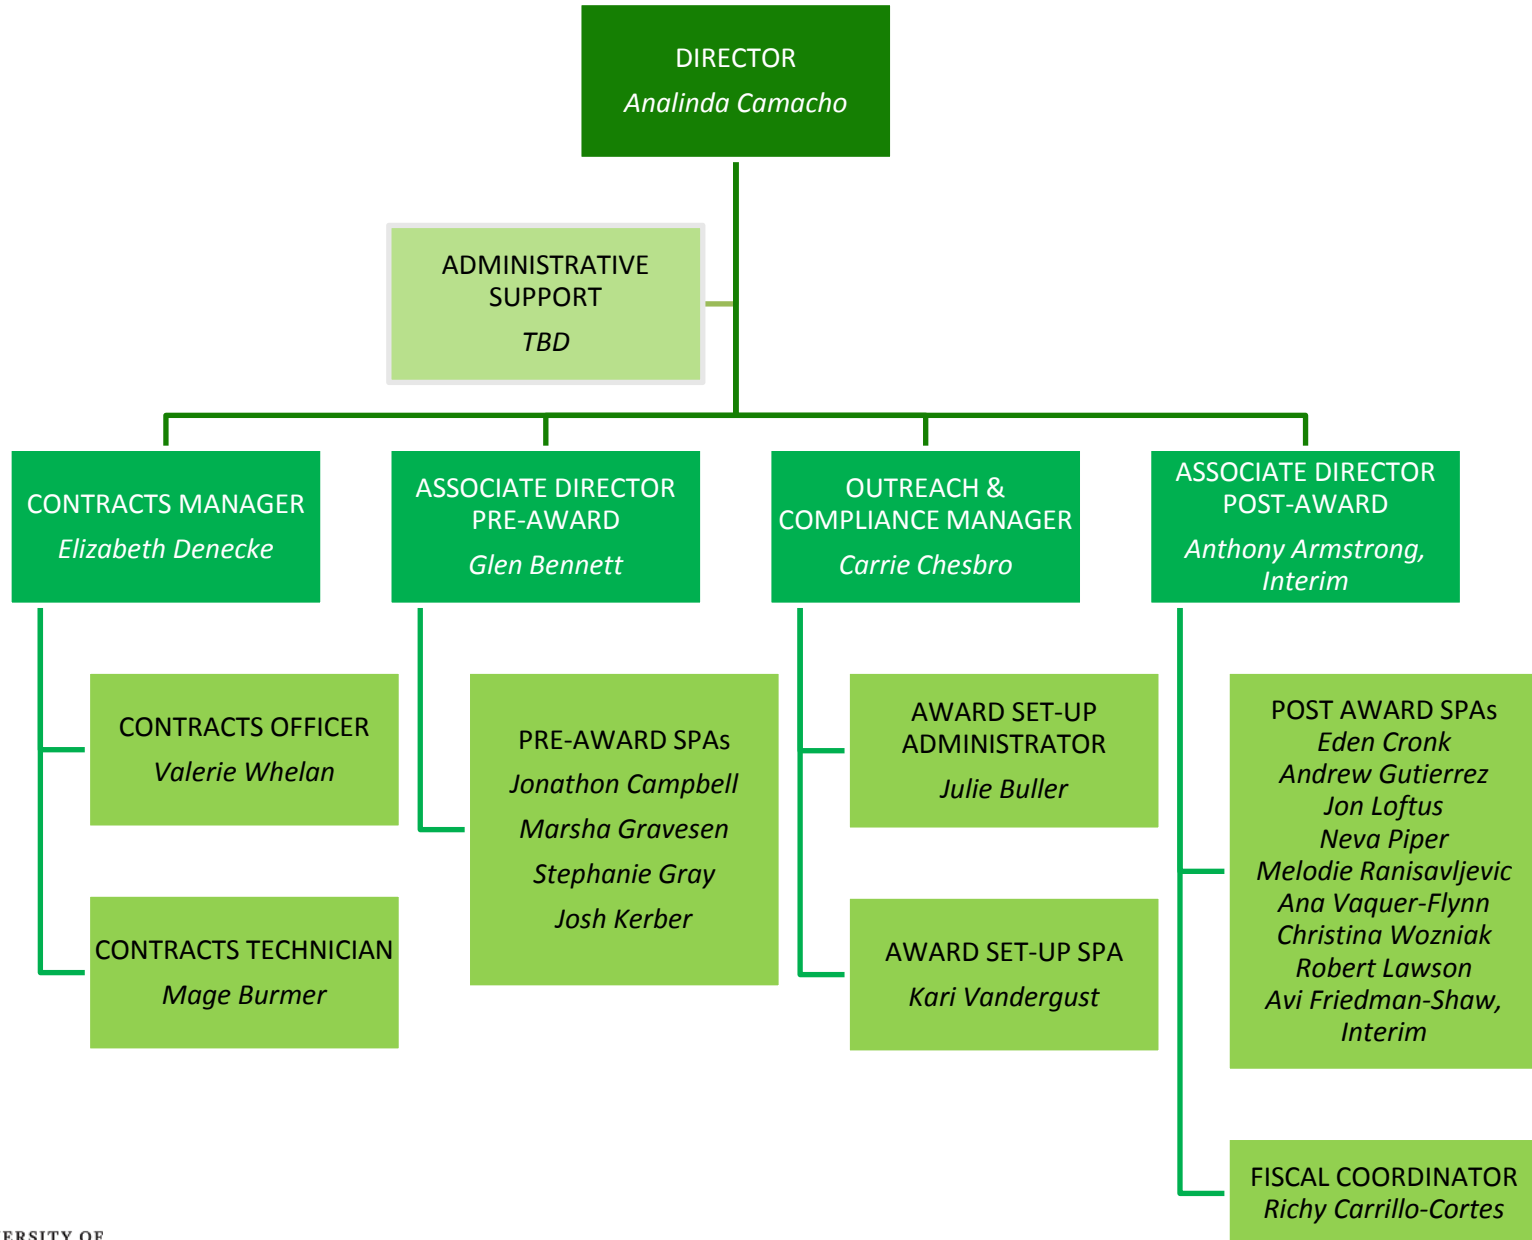 DIRECTOR
Analinda Camacho
ADMINISTRATIVE
SUPPORT
TBD
CONTRACTS MANAGER
Elizabeth Denecke
ASSOCIATE DIRECTOR
PRE-AWARD
Glen Bennett
OUTREACH &
COMPLIANCE MANAGER
Carrie Chesbro
ASSOCIATE DIRECTOR
POST-AWARD
Anthony Armstrong,
Interim
CONTRACTS OFFICER
Valerie Whelan
CONTRACTS TECHNICIAN
Mage Burmer
PRE-AWARD SPAs
Jonathon Campbell
Marsha Gravesen
Stephanie Gray
Josh Kerber
AWARD SET-UP
ADMINISTRATOR
Julie Buller
AWARD SET-UP SPA
Kari Vandergust
POST AWARD SPAs
Eden Cronk
Andrew Gutierrez
Jon Loftus
Neva Piper
Melodie Ranisavljevic
Ana Vaquer-Flynn
Christina Wozniak
Robert Lawson
Avi Friedman-Shaw,
Interim
FISCAL COORDINATOR
Richy Carrillo-Cortes
OF